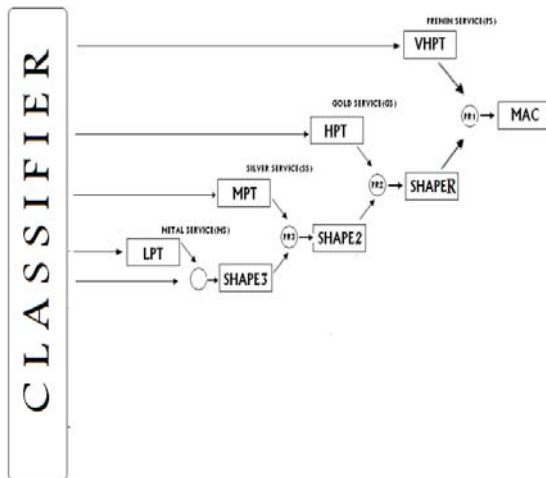 CLASSIFIER
PREMIN SERVICE(PS)
VHPT
PR1
MAC
GOLD SERVICE(GS)
HPT
PR2
SHAPER
SILVER SERVICE(SS)
MPT
PR3
SHAPE2
METAL SERVICE(MS)
LPT
SHAPE3